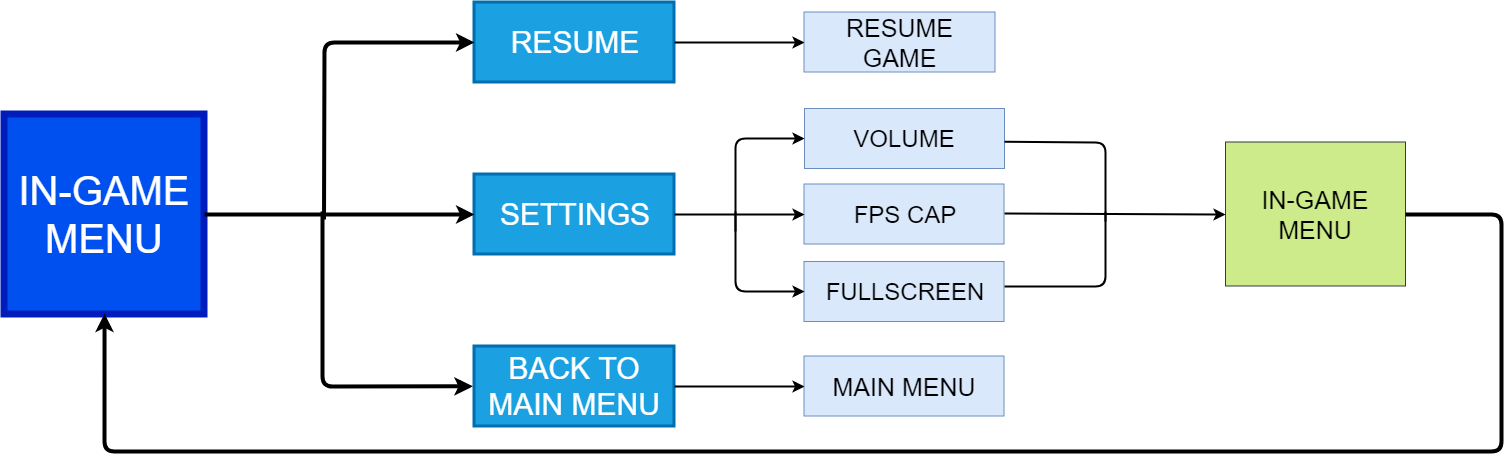 IN-GAME
MENU
RESUME
RESUME
GAME
SETTINGS
VOLUME
FPS CAP
FULLSCREEN
IN-GAME
MENU
BACK TO
MAIN MENU
MAIN MENU